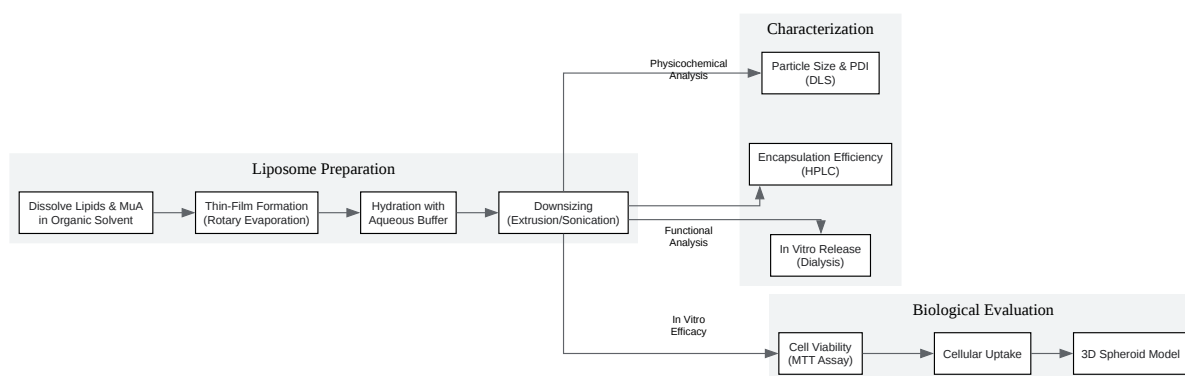 Characterization
Physicochemical
Analysis
Particle Size & PDI
(DLS)
Encapsulation Efficiency
(HPLC)
Liposome Preparation
Dissolve Lipids & MuA
in Organic Solvent
Thin-Film Formation
(Rotary Evaporation)
Hydration with
Aqueous Buffer
Downsizing
(Extrusion/Sonication)
Functional
Analysis
In Vitro Release
(Dialysis)
Biological Evaluation
In Vitro
Efficacy
Cell Viability
(MTT Assay)
Cellular Uptake
3D Spheroid Model